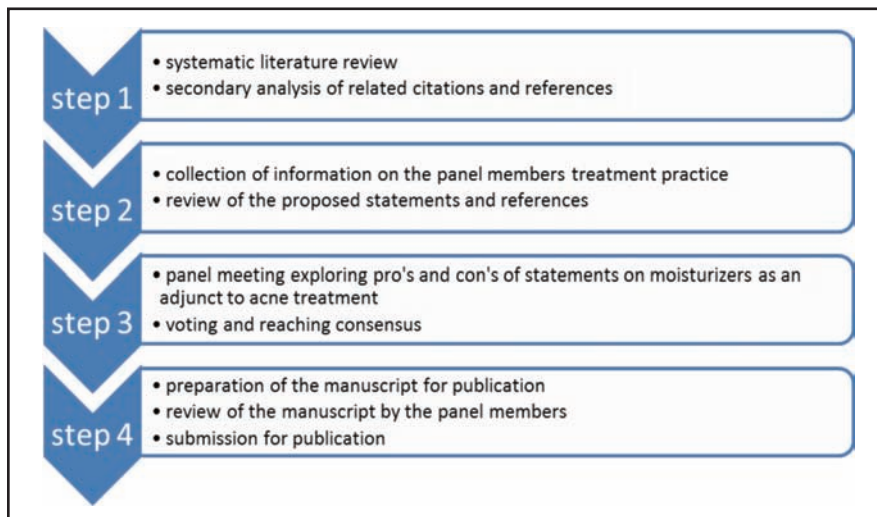 step 1
• systematic literature review
• secondary analysis of related citations and references
step 2
• collection of information on the panel members treatment practice
• review of the proposed statements and references
step 3
• panel meeting exploring pro's and con's of statements on moisturizers as an
adjunct to acne treatment
• voting and reaching consensus
step 4
• preparation of the manuscript for publication
• review of the manuscript by the panel members
• submission for publication